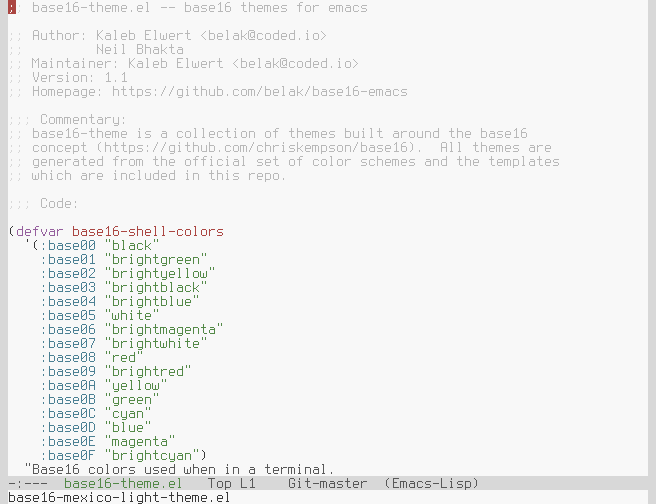 ;; base16-theme.el -- base16 themes for emacs
;; Author: Kaleb Elwert <belak@coded.io>
;;         Neil Bhakta
;; Maintainer: Kaleb Elwert <belak@coded.io>
;; Version: 1.1
;; Homepage: https://github.com/belak/base16-emacs
;;; Commentary:
;; base16-theme is a collection of themes built around the base16
;; concept (https://github.com/chriskempson/base16).  All themes are
;; generated from the official set of color schemes and the templates
;; which are included in this repo.
;;; Code:
(defvar base16-shell-colors
  '(:base00 "black"
    :base01 "brightgreen"
    :base02 "brightyellow"
    :base03 "brightblack"
    :base04 "brightblue"
    :base05 "white"
    :base06 "brightmagenta"
    :base07 "brightwhite"
    :base08 "red"
    :base09 "brightred"
    :base0A "yellow"
    :base0B "green"
    :base0C "cyan"
    :base0D "blue"
    :base0E "magenta"
    :base0F "brightcyan")
  "Base16 colors used when in a terminal.
-:---  base16-theme.el   Top L1    Git-master  (Emacs-Lisp)
base16-mexico-light-theme.el